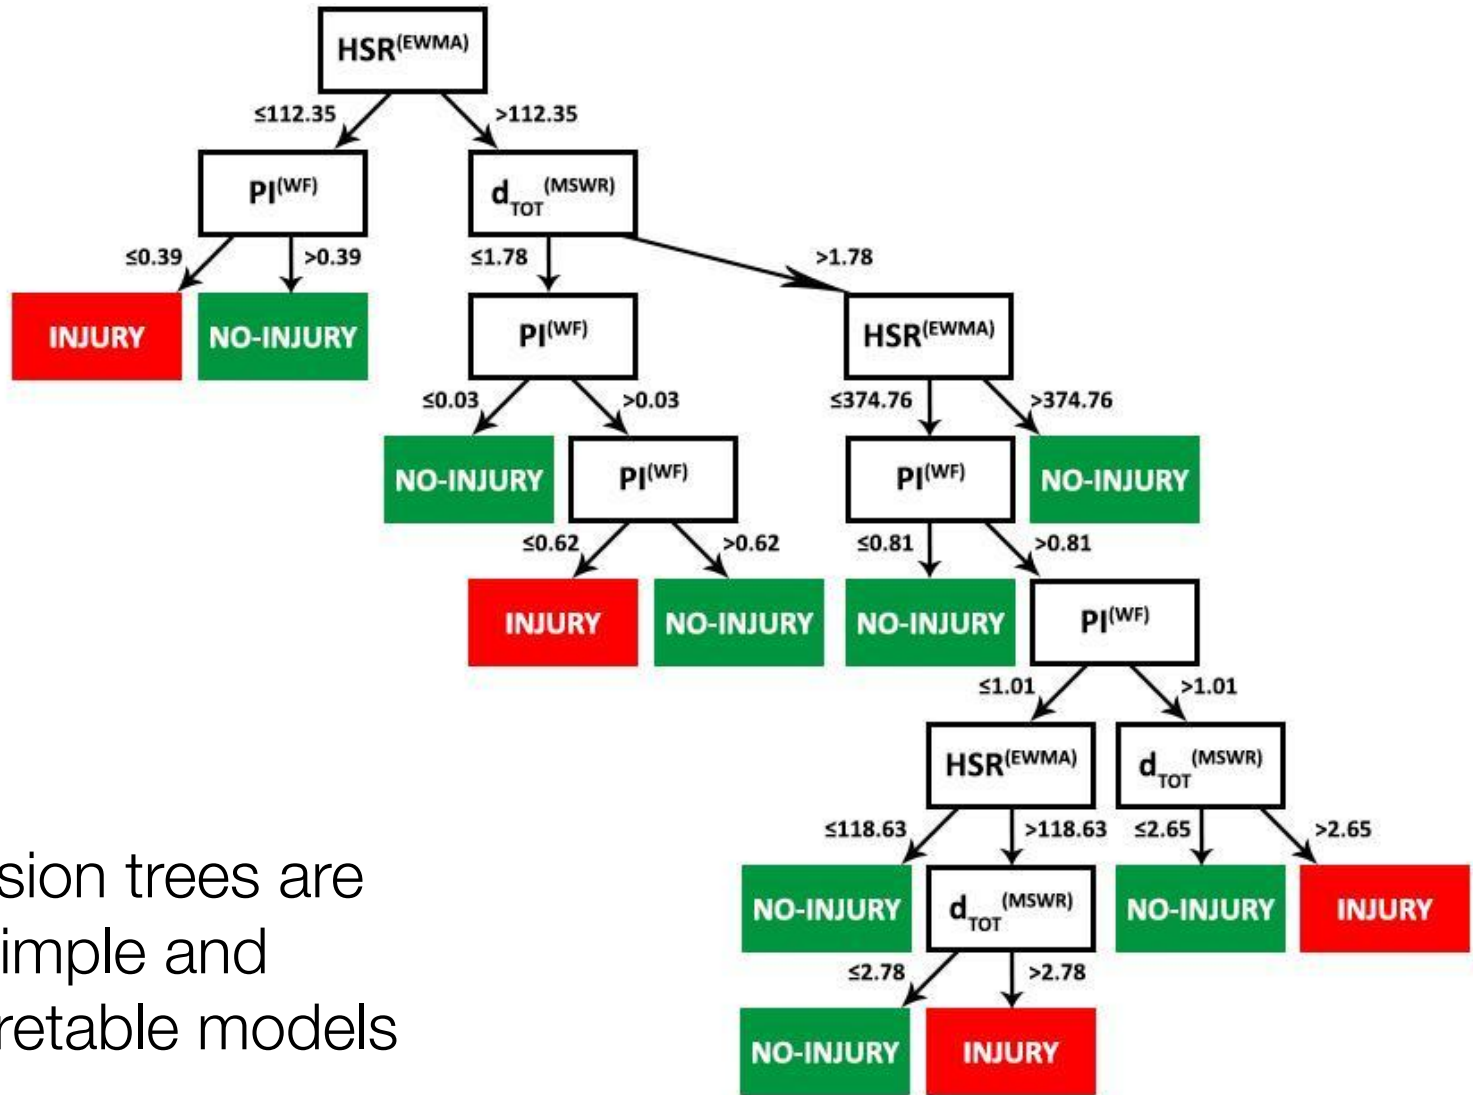 HSR(EWMA)
≤112.35 >112.35
PI(WF) dTOT(MSWR)
≤0.39 >0.39 ≤1.78 >1.78
INJURY NO-INJURY PI(WF) HSR(EWMA)
≤0.03 >0.03 ≤374.76 >374.76
NO-INJURY PI(WF) PI(WF) NO-INJURY
≤0.62 >0.62 ≤0.81 >0.81
INJURY NO-INJURY NO-INJURY PI(WF)
≤1.01 >1.01
HSR(EWMA) dTOT(MSWR)
≤118.63 >118.63 ≤2.65 >2.65
NO-INJURY dTOT(MSWR) NO-INJURY INJURY
≤2.78 >2.78
NO-INJURY INJURY
sion trees are
imple and
retable models